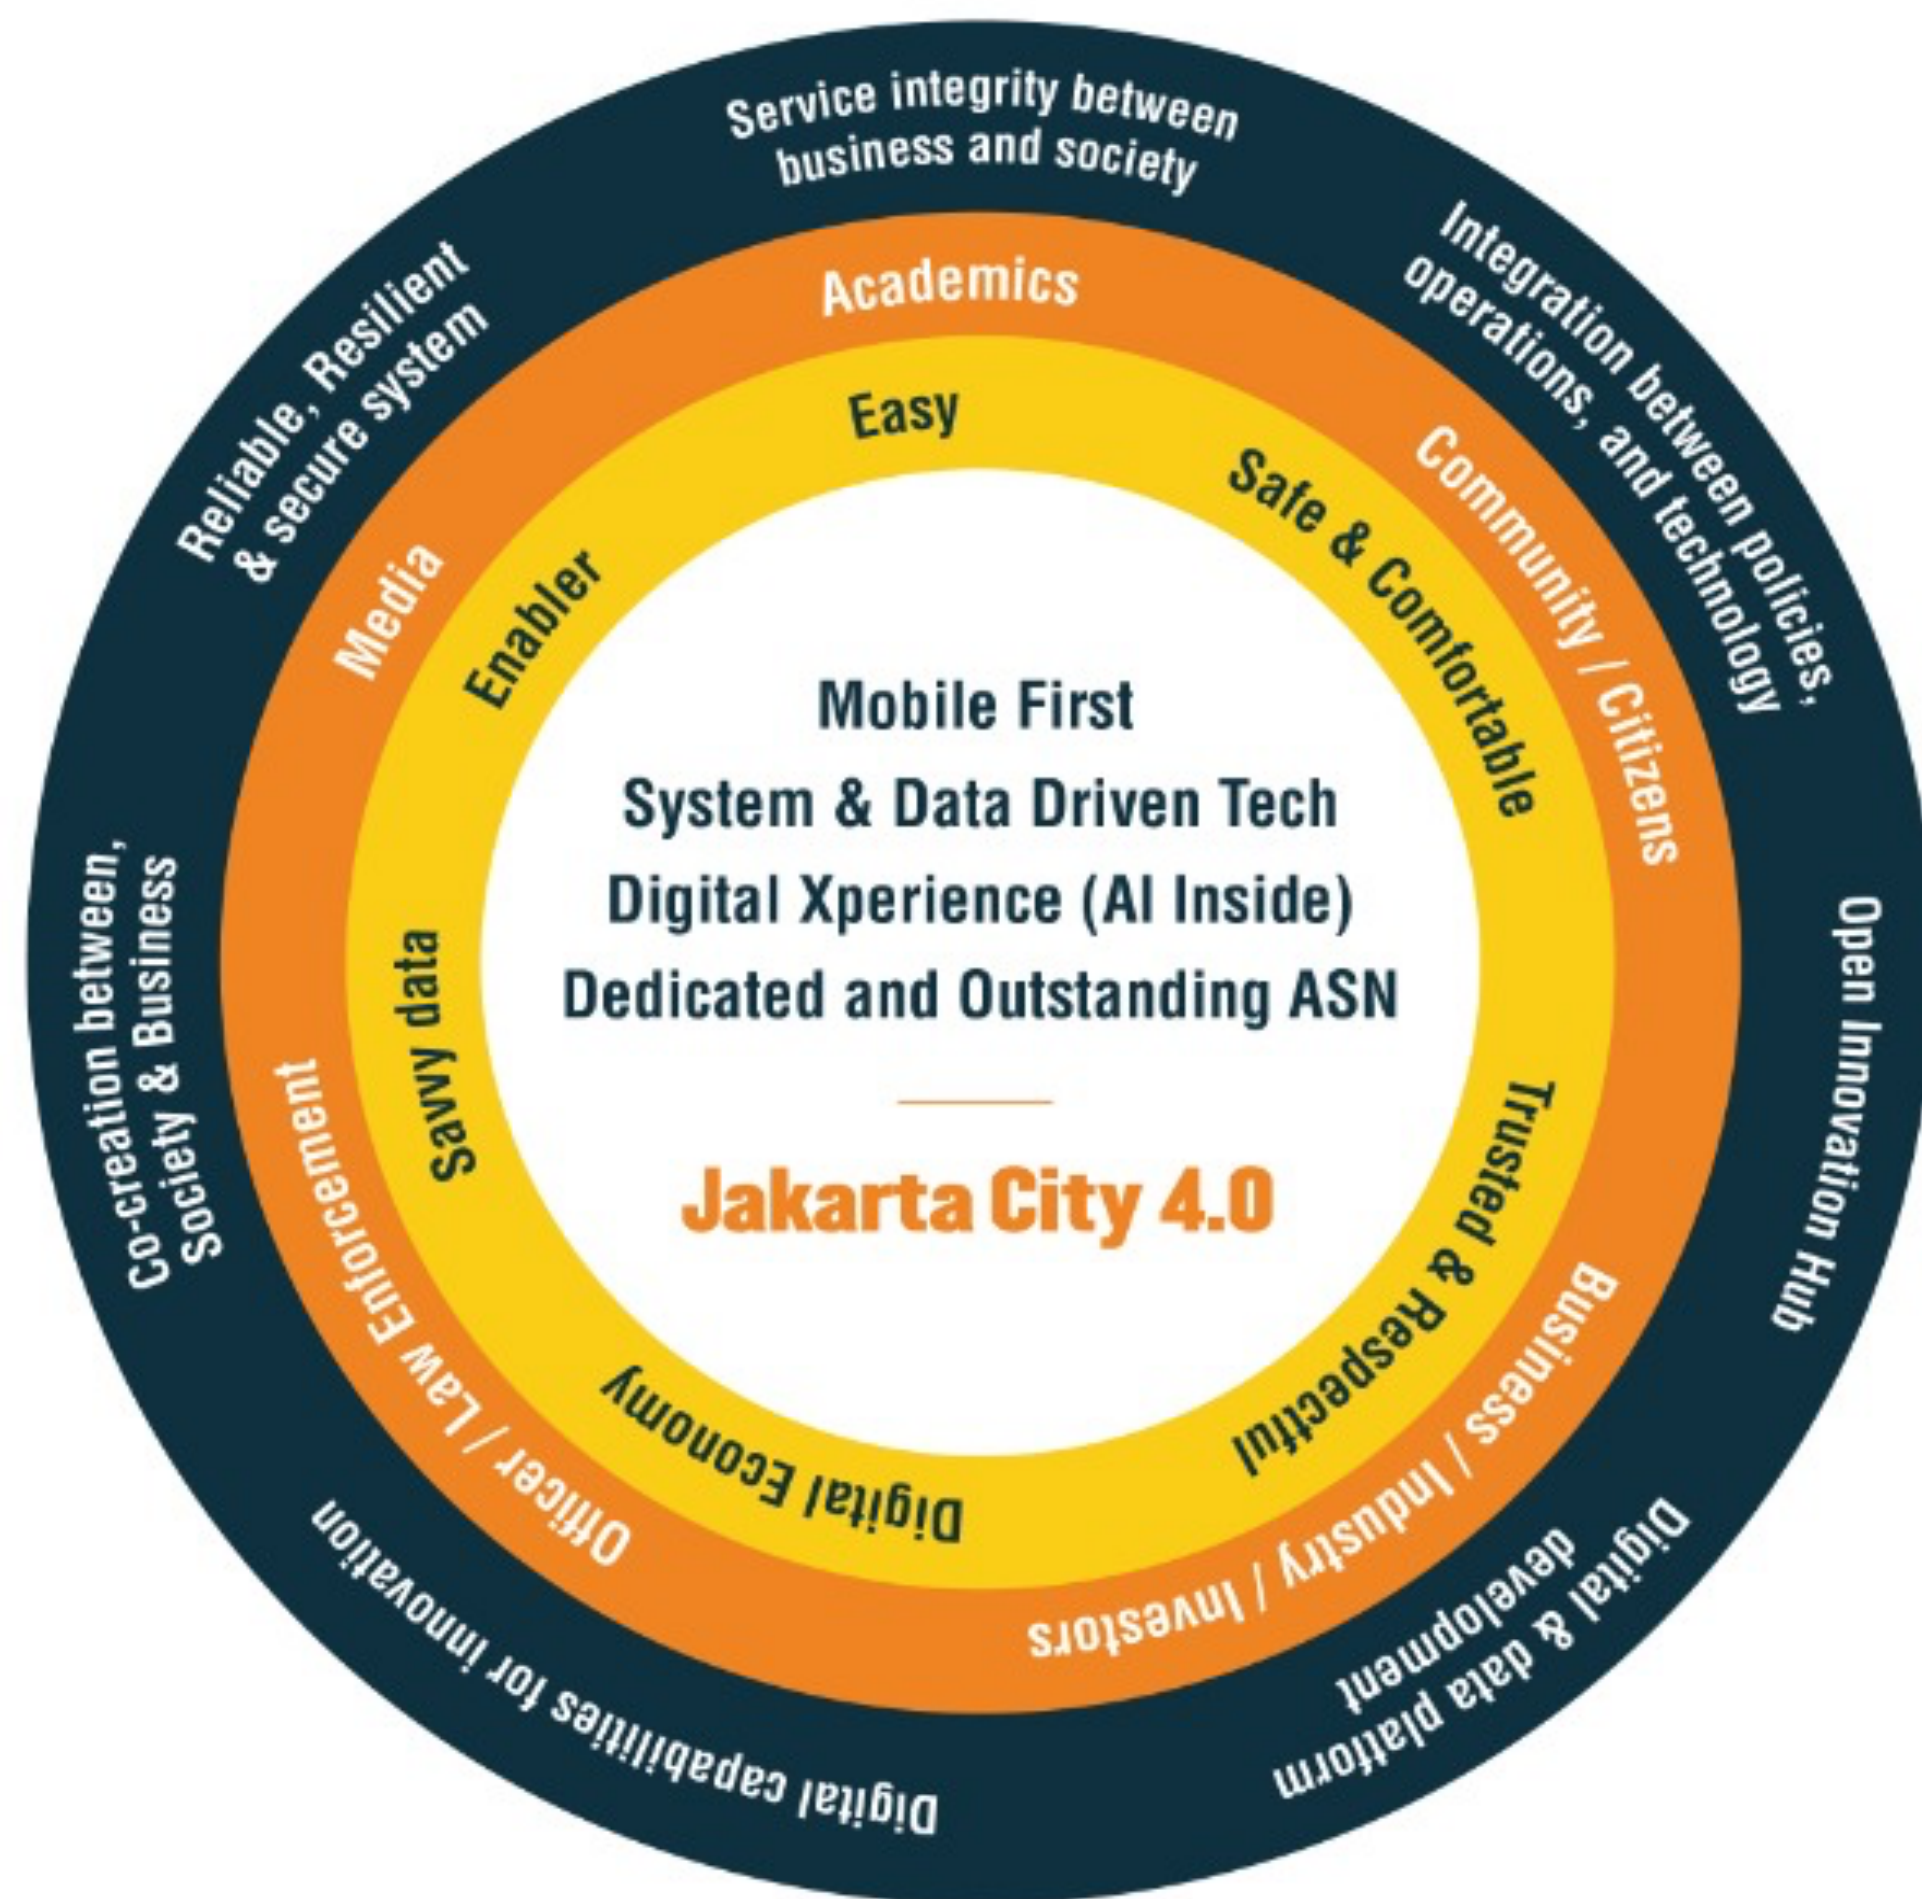 Service integrity between
business and society
Integration between policies,
operations, and technology
Open Innovation Hub
Digital & data platform
development
Digital capabilities for innovation
Co-creation between,
Society & Business
Reliable, Resilient
& secure system
Academics
Community / Citizens
Business / Industry / Investors
Officer / Law Enforcement
Media
Easy
Safe & Comfortable
Trusted & Respectful
Digital Economy
Savvy data
Enabler
Mobile First
System & Data Driven Tech
Digital Xperience (AI Inside)
Dedicated and Outstanding ASN
Jakarta City 4.0